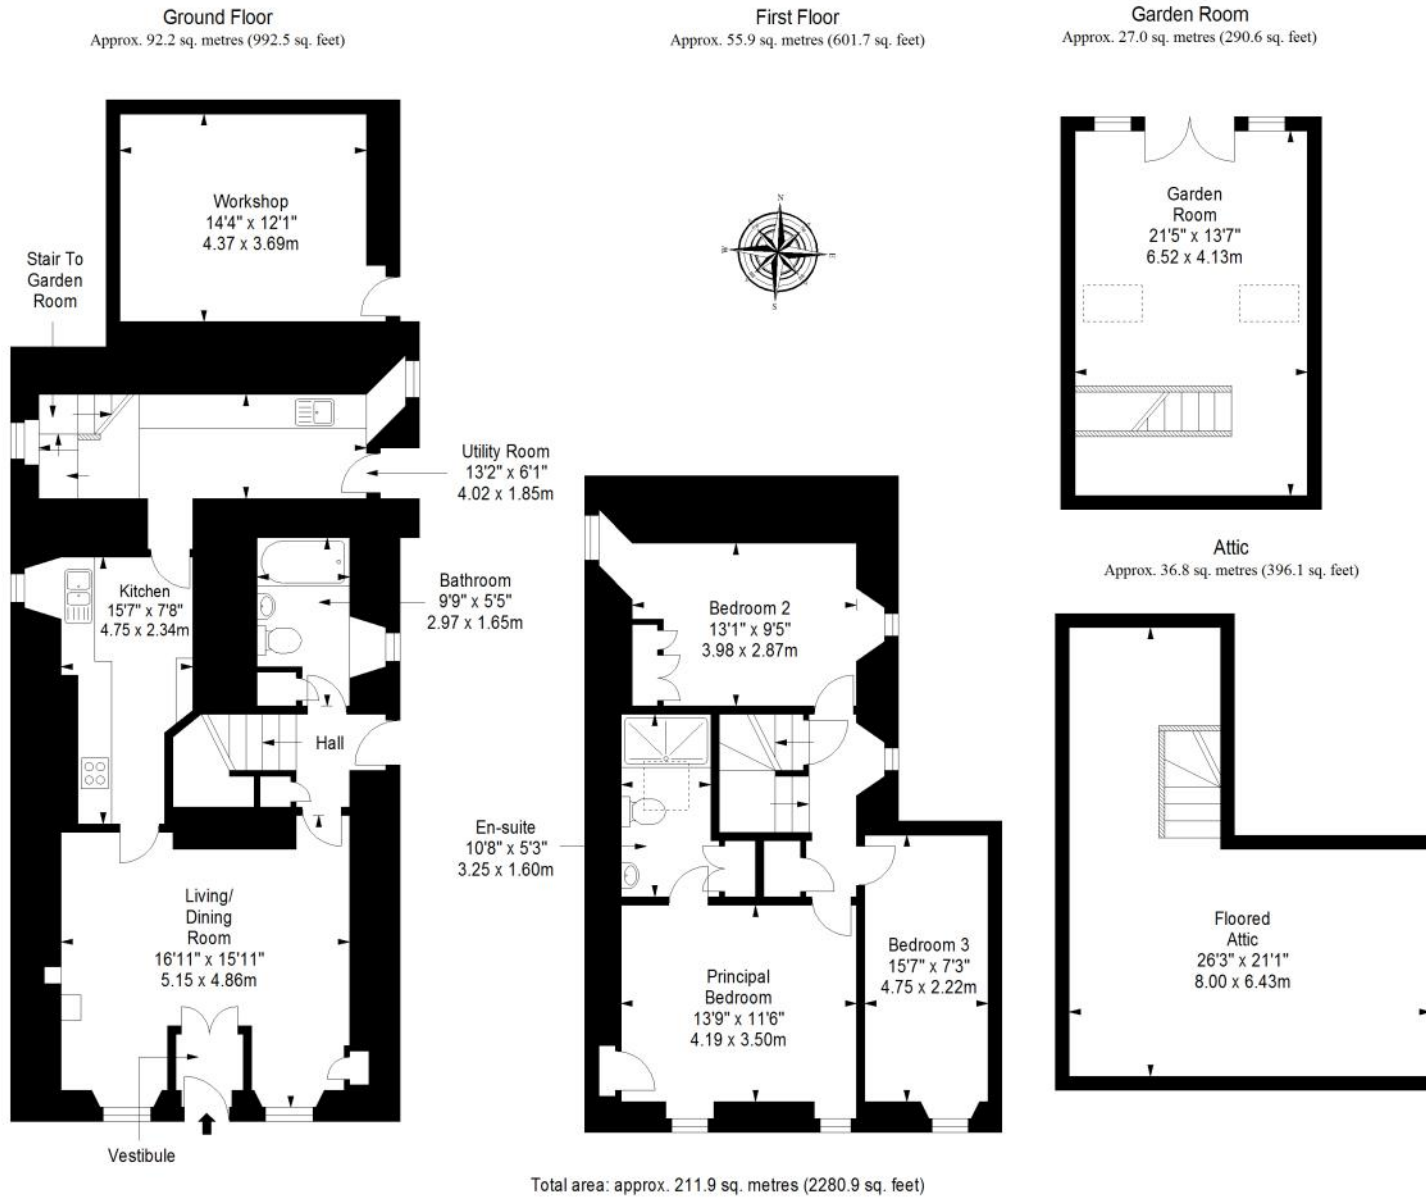 Ground Floor
Approx. 92.2 sq. metres (992.5 sq. feet)
First Floor
Approx. 55.9 sq. metres (601.7 sq. feet)
Garden Room
Approx. 27.0 sq. metres (290.6 sq. feet)
Workshop
14'4" x 12'1"
4.37 x 3.69m
Stair To
Garden
Room
Utility Room
13'2" x 6'1"
4.02 x 1.85m
Kitchen
15'7" x 7'8"
4.75 x 2.34m
Bathroom
9'9" x 5'5"
2.97 x 1.65m
Hall
Living/
Dining
Room
16'11" x 15'11"
5.15 x 4.86m
Vestibule
N
W
E
S
Bedroom 2
13'1" x 9'5"
3.98 x 2.87m
En-suite
10'8" x 5'3"
3.25 x 1.60m
Principal
Bedroom
13'9" x 11'6"
4.19 x 3.50m
Bedroom 3
15'7" x 7'3"
4.75 x 2.22m
Garden
Room
21'5" x 13'7"
6.52 x 4.13m
Attic
Approx. 36.8 sq. metres (396.1 sq. feet)
Floored
Attic
26'3" x 21'1"
8.00 x 6.43m
Total area: approx. 211.9 sq. metres (2280.9 sq. feet)